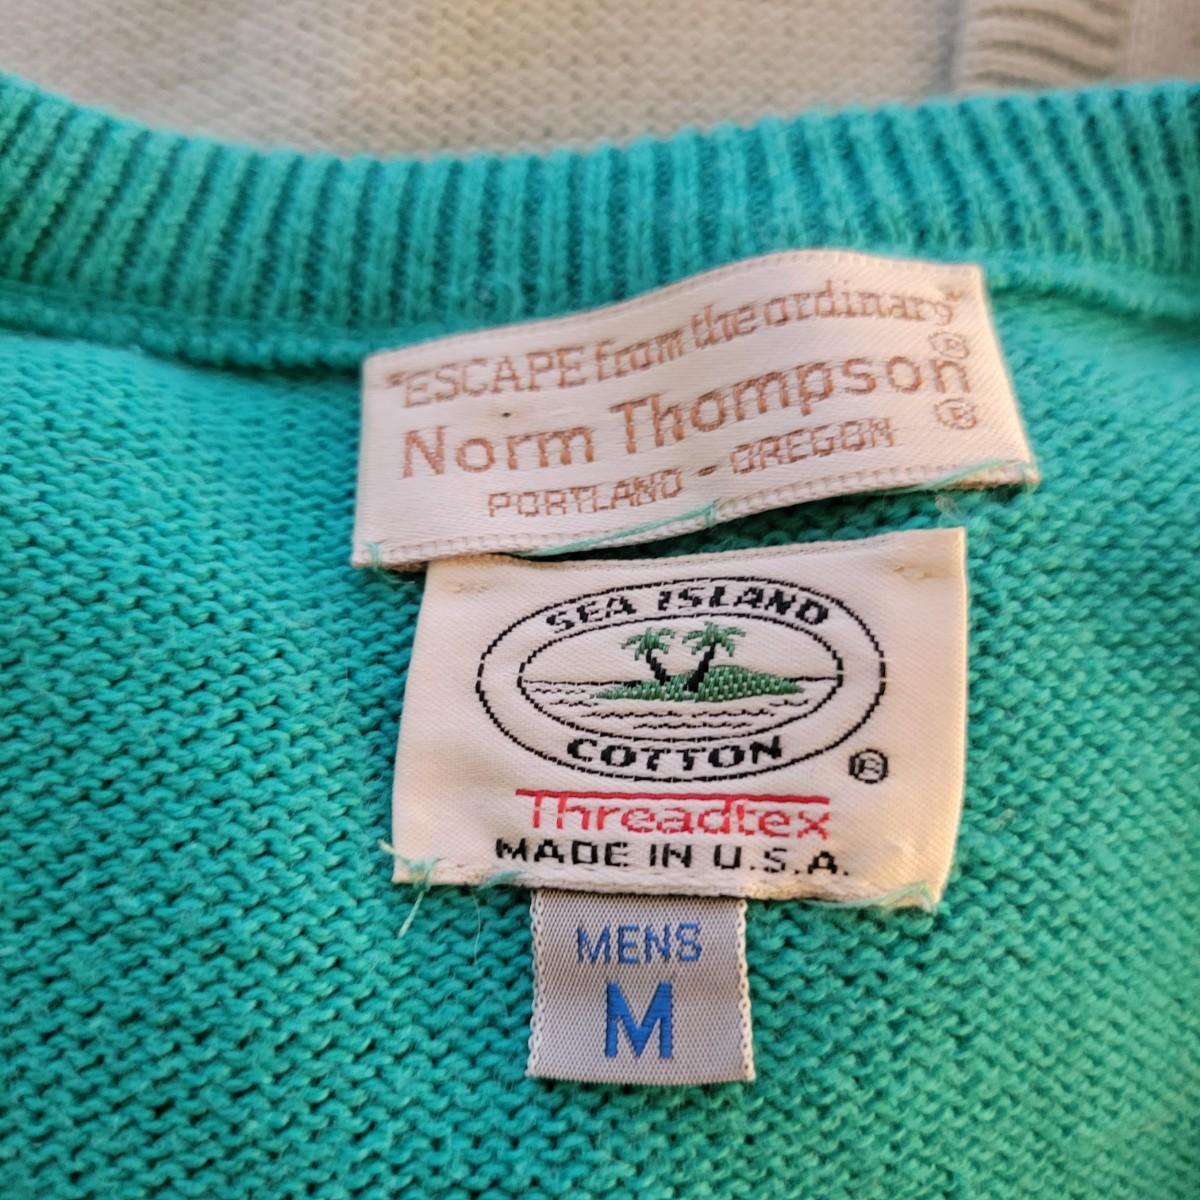 "ESCAPE from the ordinary"®
Norm Thompson®
PORTLAND - OREGON
SEA ISLAND
COTTON
®
Threadtex
MADE IN U.S.A.
MENS
M